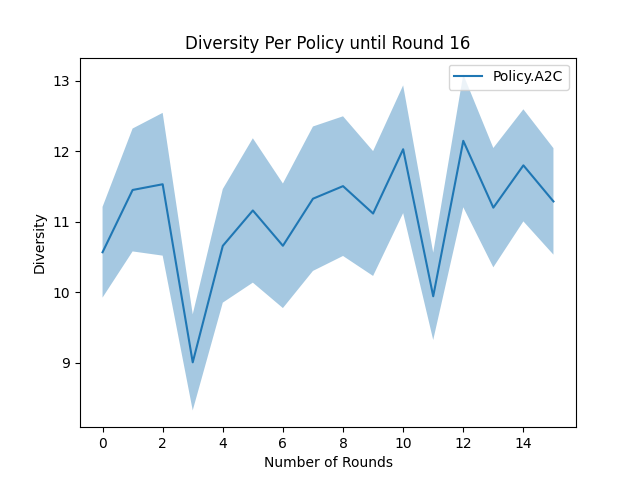 Diversity Per Policy until Round 16
Policy.A2C
13
12
11
10
9
Diversity
0 2 4 6 8 10 12 14
Number of Rounds